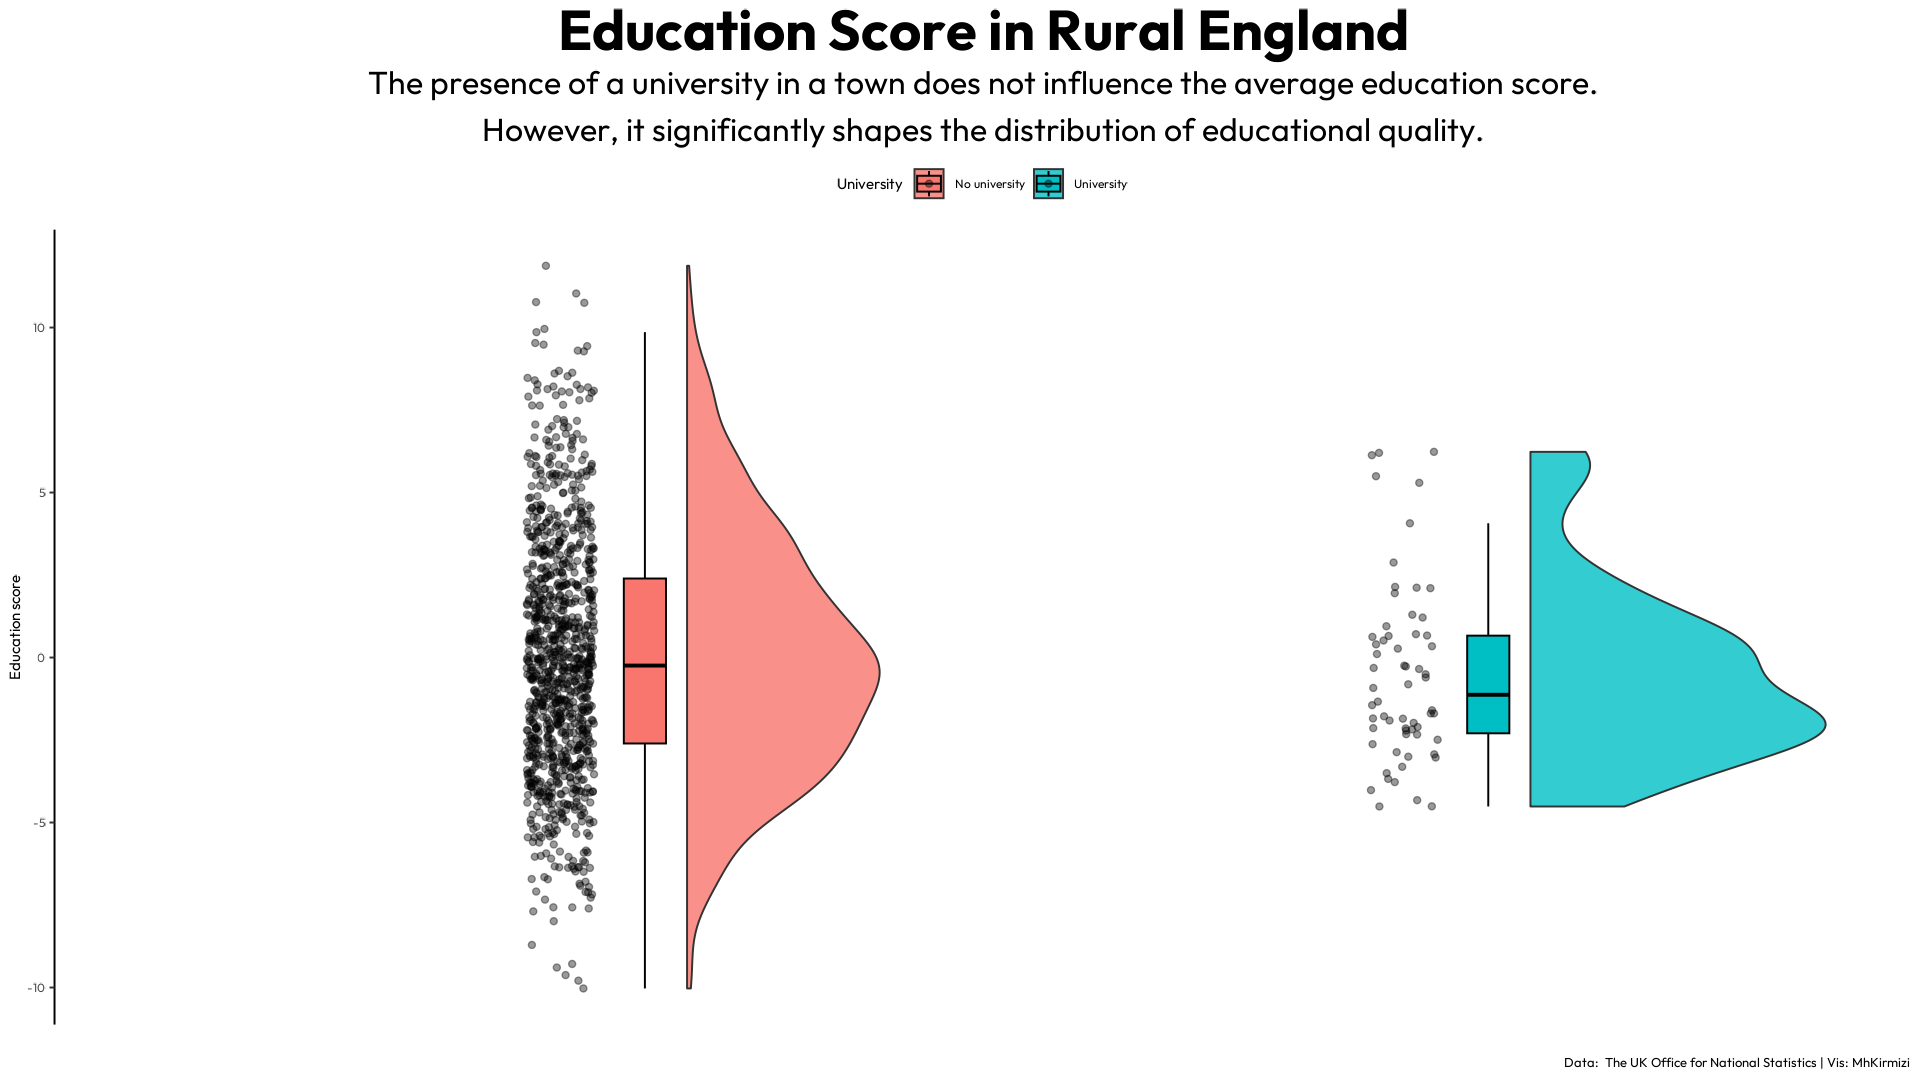 Education Score in Rural England
The presence of a university in a town does not influence the average education score.
However, it significantly shapes the distribution of educational quality.
University No university University
10
5
0
-5
-10
Education score
Data: The UK Office for National Statistics | Vis: MhKirmizi